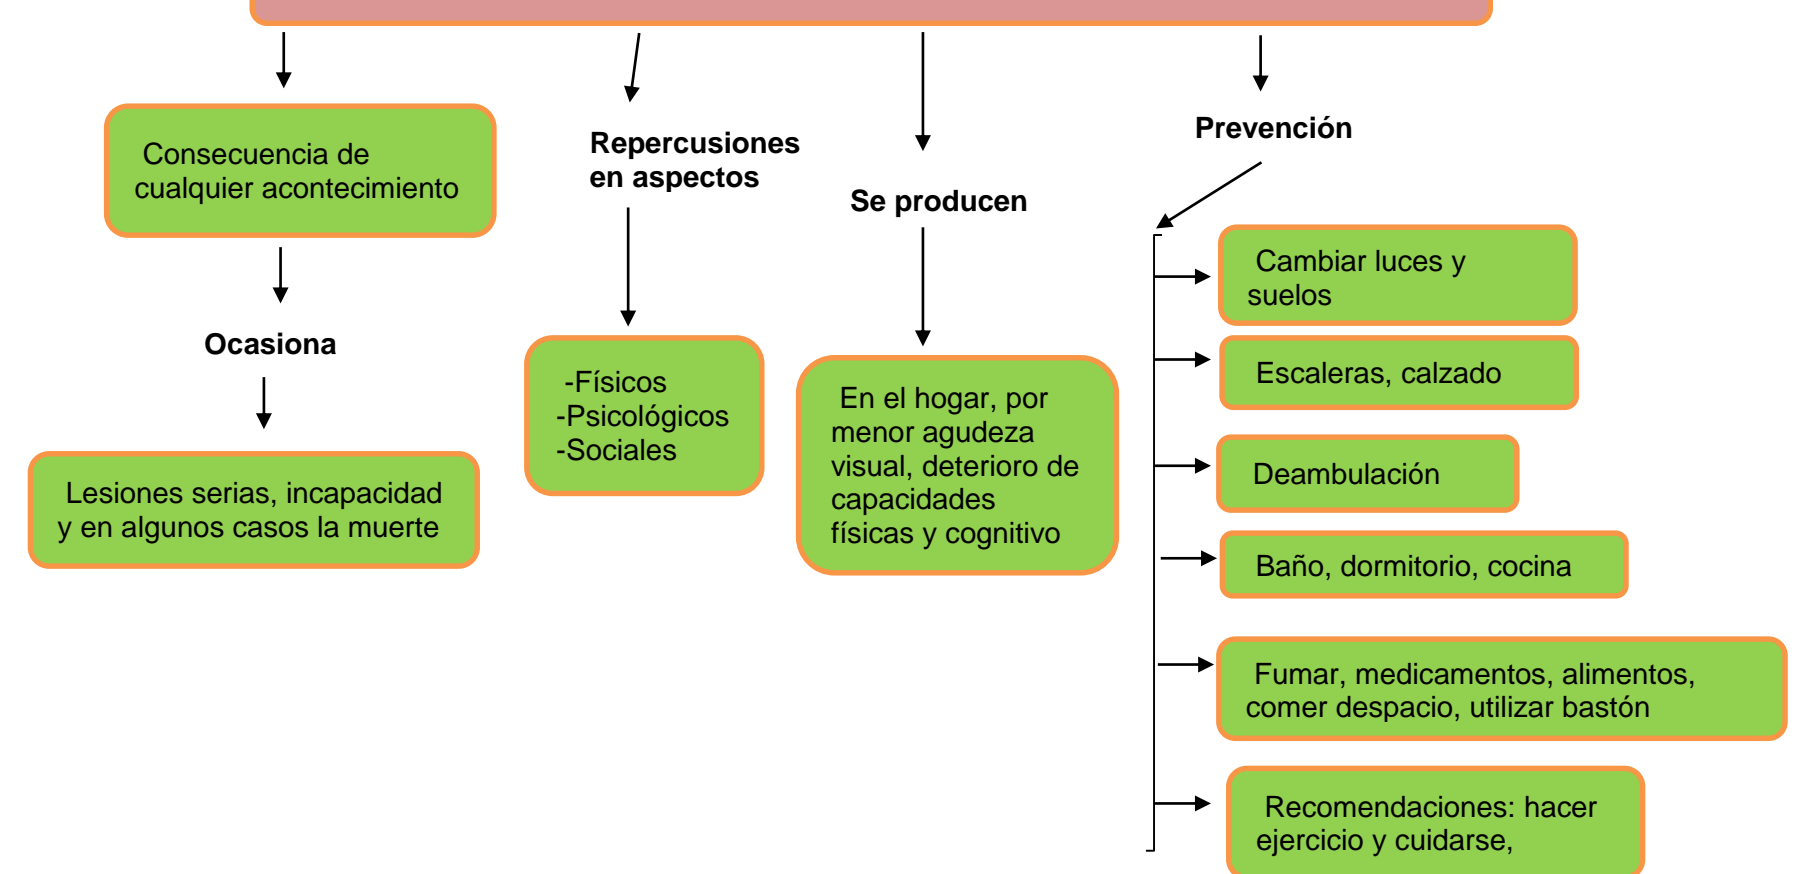 Consecuencia de
cualquier acontecimiento
Ocasiona
Lesiones serias, incapacidad
y en algunos casos la muerte
Repercusiones
en aspectos
-Físicos
-Psicológicos
-Sociales
Se producen
En el hogar, por
menor agudeza
visual, deterioro de
capacidades
físicas y cognitivo
Prevención
Cambiar luces y
suelos
Escaleras, calzado
Deambulación
Baño, dormitorio, cocina
Fumar, medicamentos, alimentos,
comer despacio, utilizar bastón
Recomendaciones: hacer
ejercicio y cuidarse,